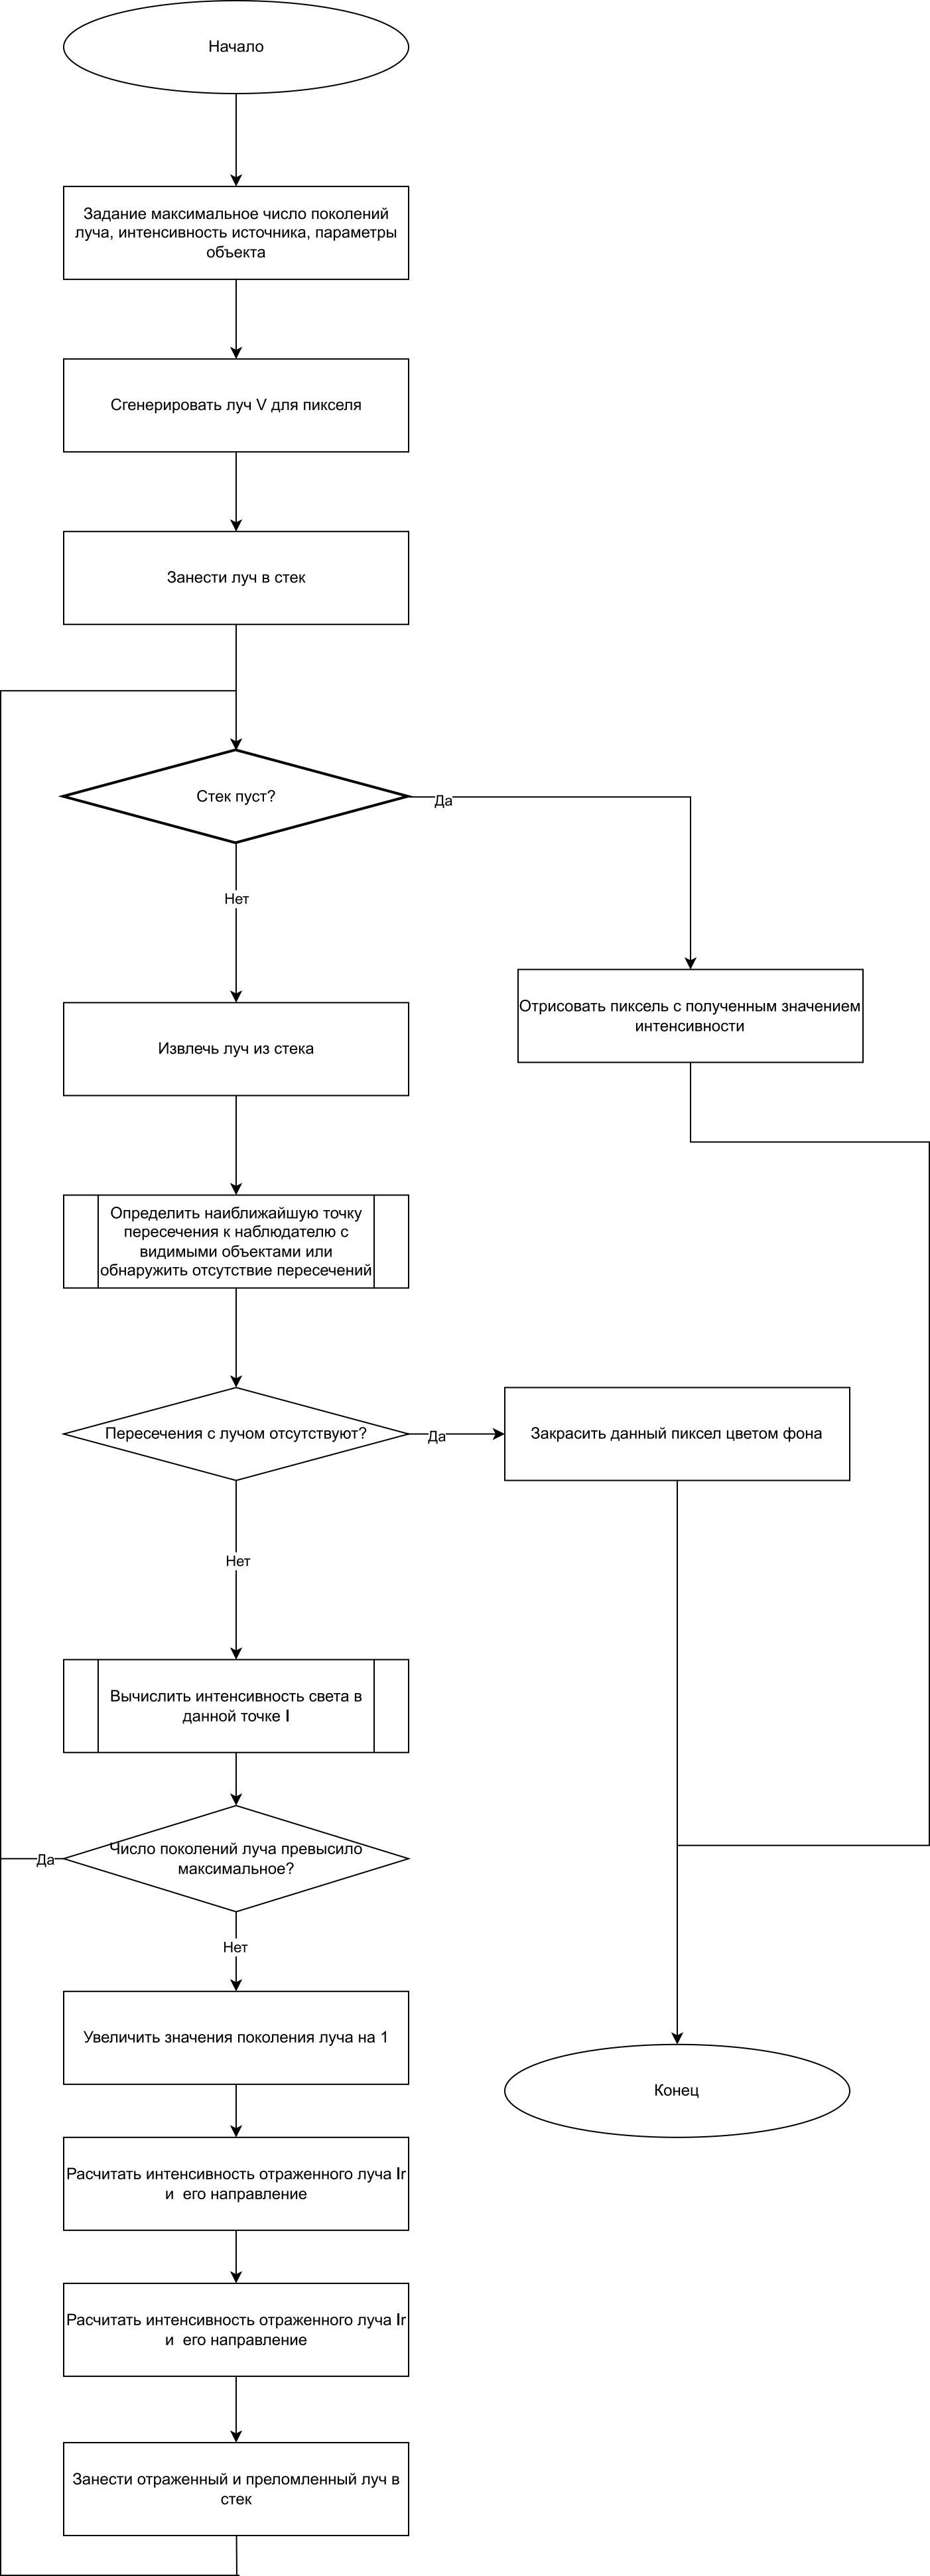 Начало
Задание максимальное число поколений
луча, интенсивность источника, параметры
объекта
Сгенерировать луч V для пикселя
Занести луч в стек
Стек пуст?
Да
Нет
Отрисовать пиксель с полученным значением
интенсивности
Извлечь луч из стека
Определить наиближайшую точку
пересечения к наблюдателю с
видимыми объектами или
обнаружить отсутствие пересечений
Пересечения с лучом отсутствуют?
Да
Закрасить данный пиксел цветом фона
Нет
Вычислить интенсивность света в
данной точке I
Число поколений луча превысило
максимальное?
Да
Нет
Увеличить значения поколения луча на 1
Конец
Расчитать интенсивность отраженного луча Ir
и его направление
Расчитать интенсивность отраженного луча Ir
и его направление
Занести отраженный и преломленный луч в
стек